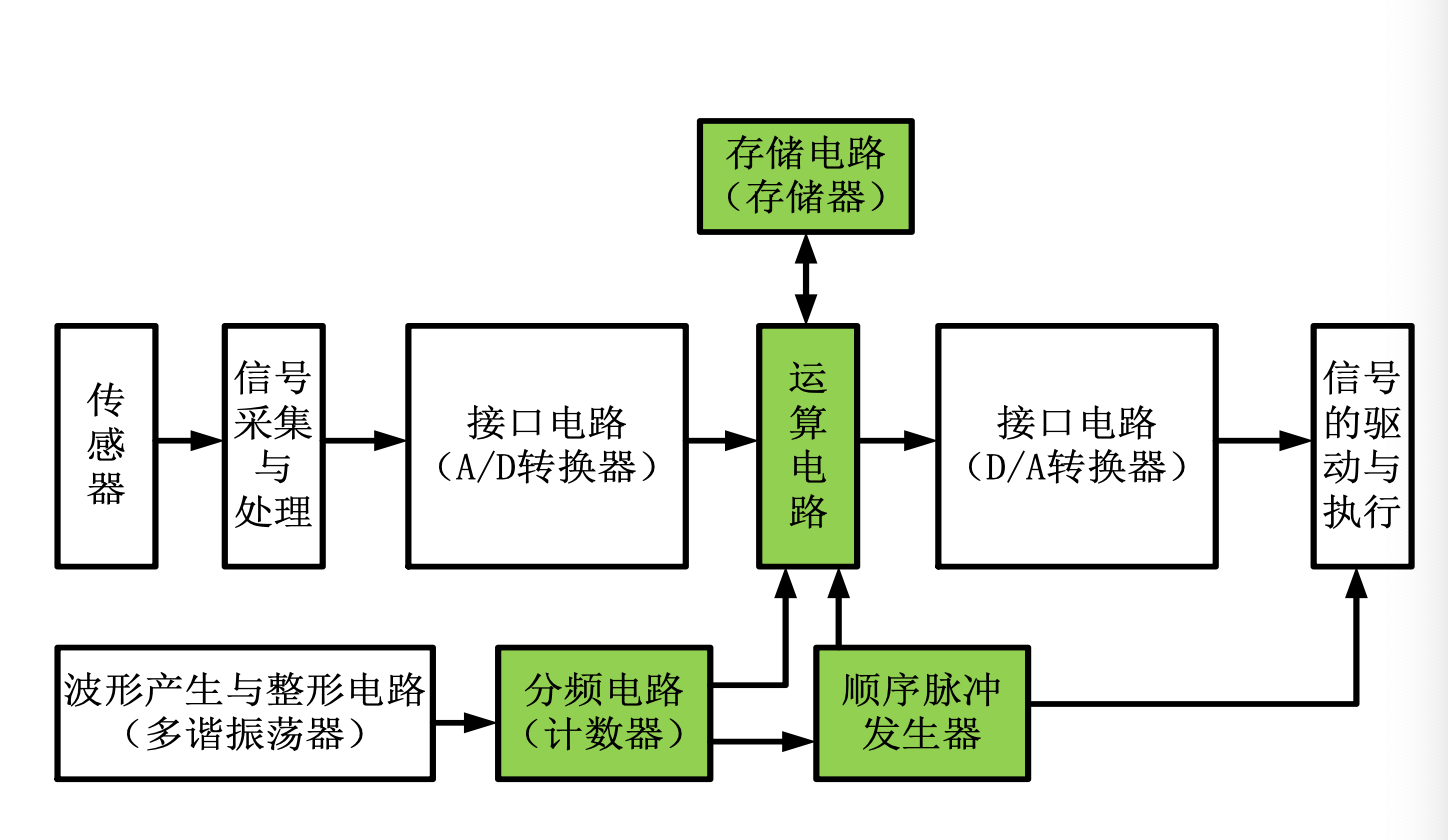 存储电路
（存储器）
传
感
器
信号
采集
与
处理
接口电路
（A/D转换器）
运
算
电
路
接口电路
（D/A转换器）
信号
的驱
动与
执行
波形产生与整形电路
（多谐振荡器）
分频电路
（计数器）
顺序脉冲
发生器